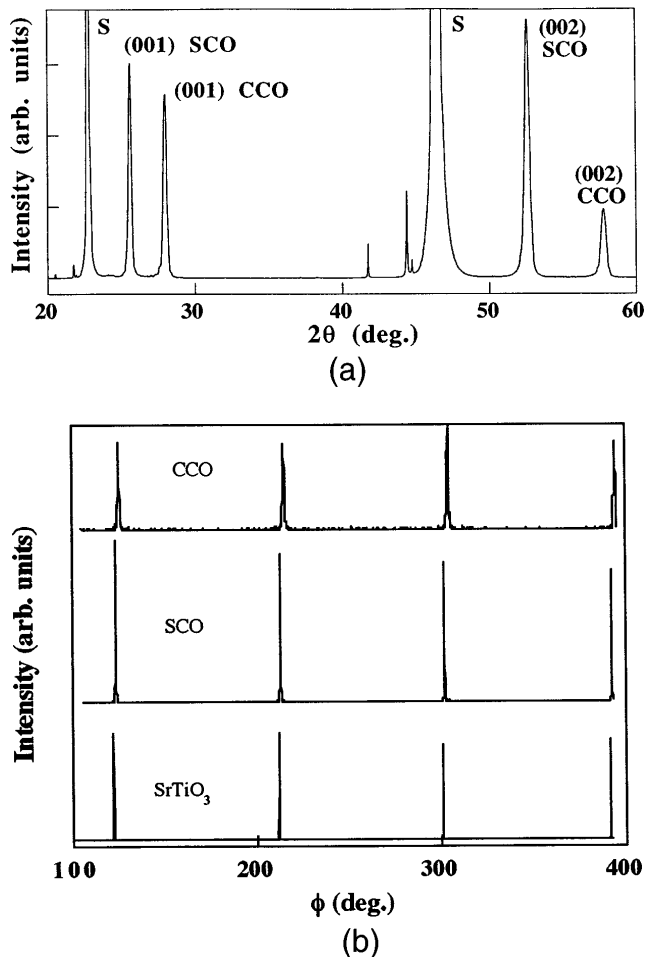 Intensity (arb. units)
S
(001) SCO
(001) CCO
S
(002)
SCO
(002)
CCO
20
30
40
50
60
2θ (deg.)
(a)
Intensity (arb. units)
CCO
SCO
SrTiO3
100
200
300
400
ϕ (deg.)
(b)